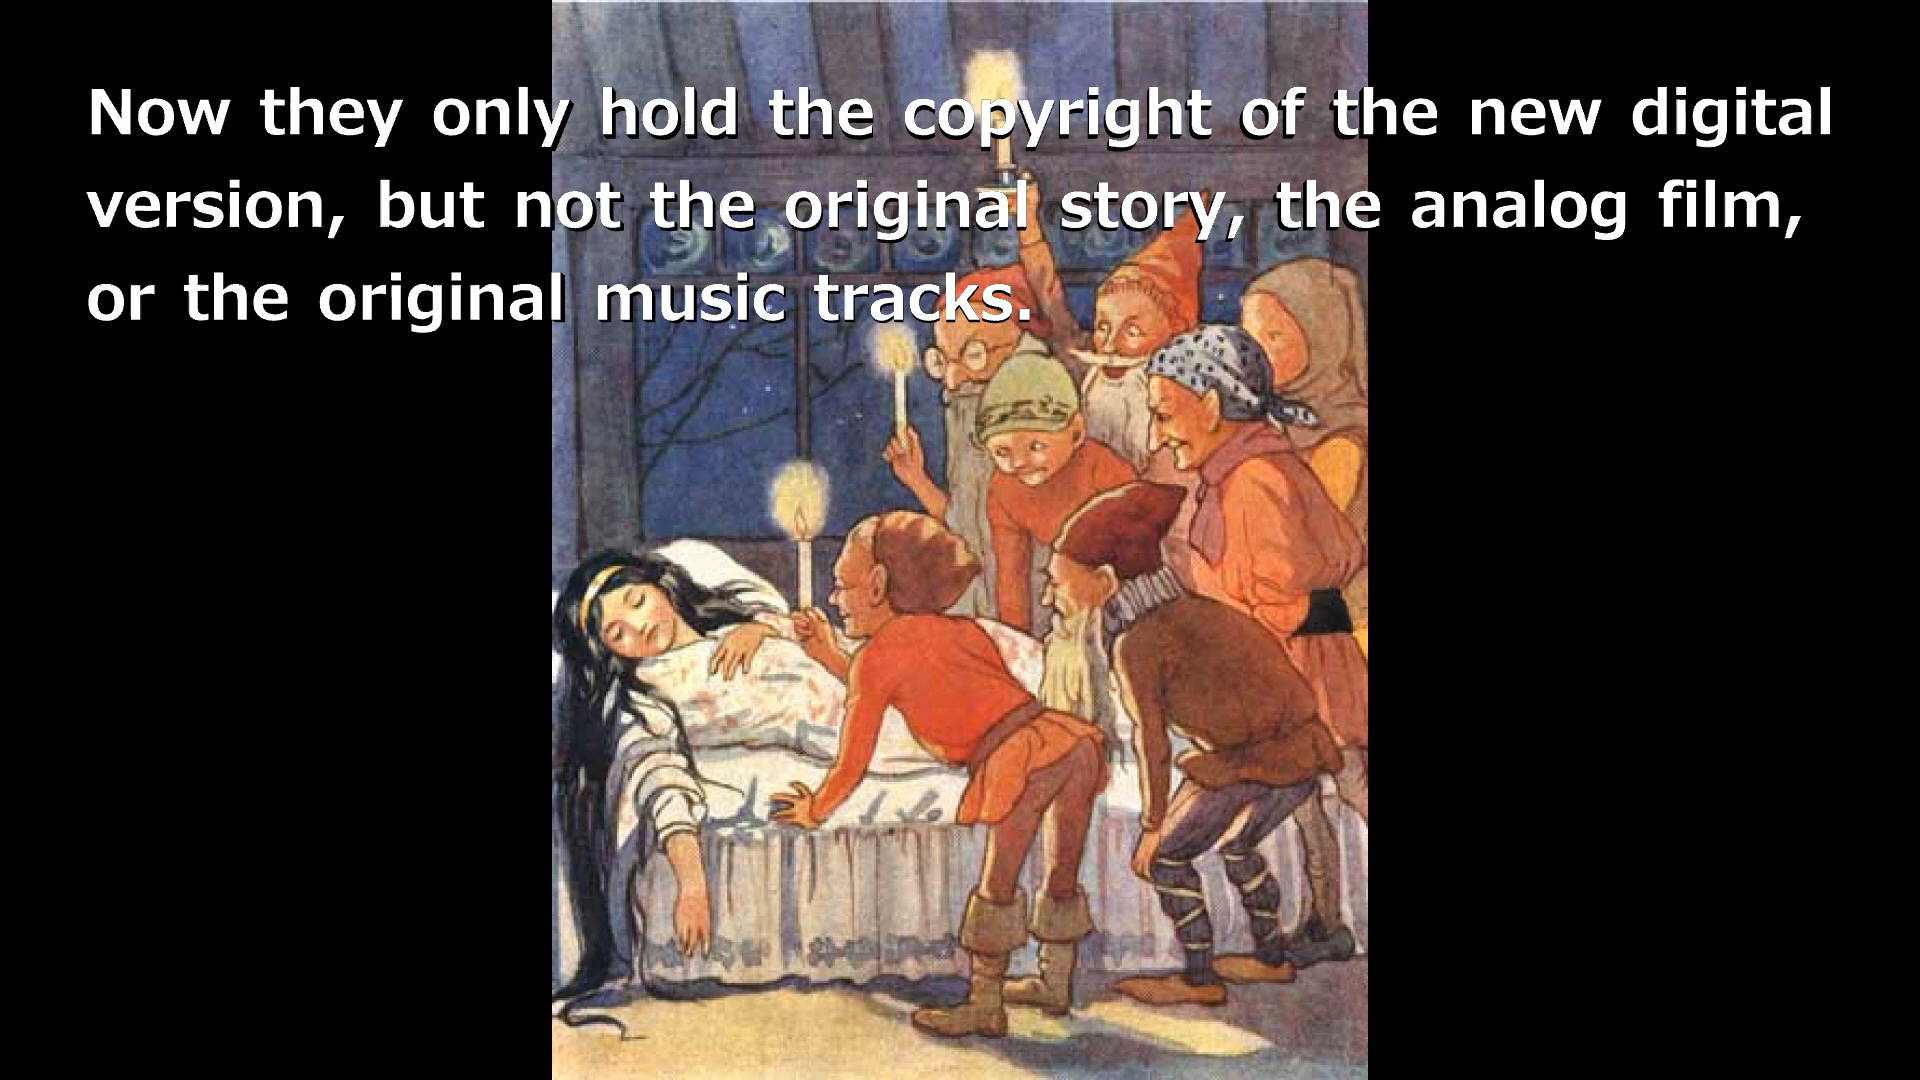 Now they only hold the copyright of the new digital
version, but not the original story, the analog film,
or the original music tracks.